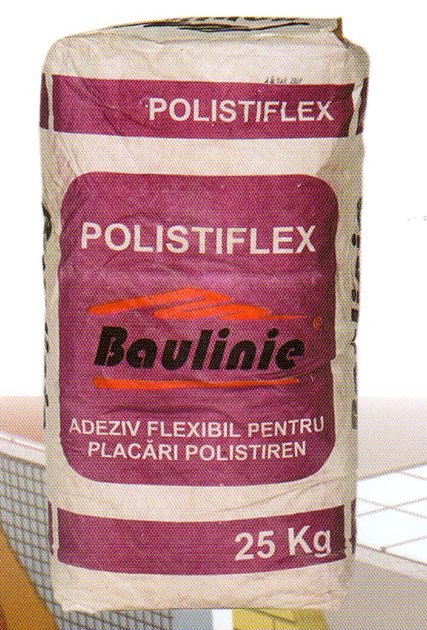 POLISTIFLEX
POLISTIFLEX
Baulinie®
ADEZIV FLEXIBIL PENTRU
PLACĂRI POLISTIREN
25 Kg